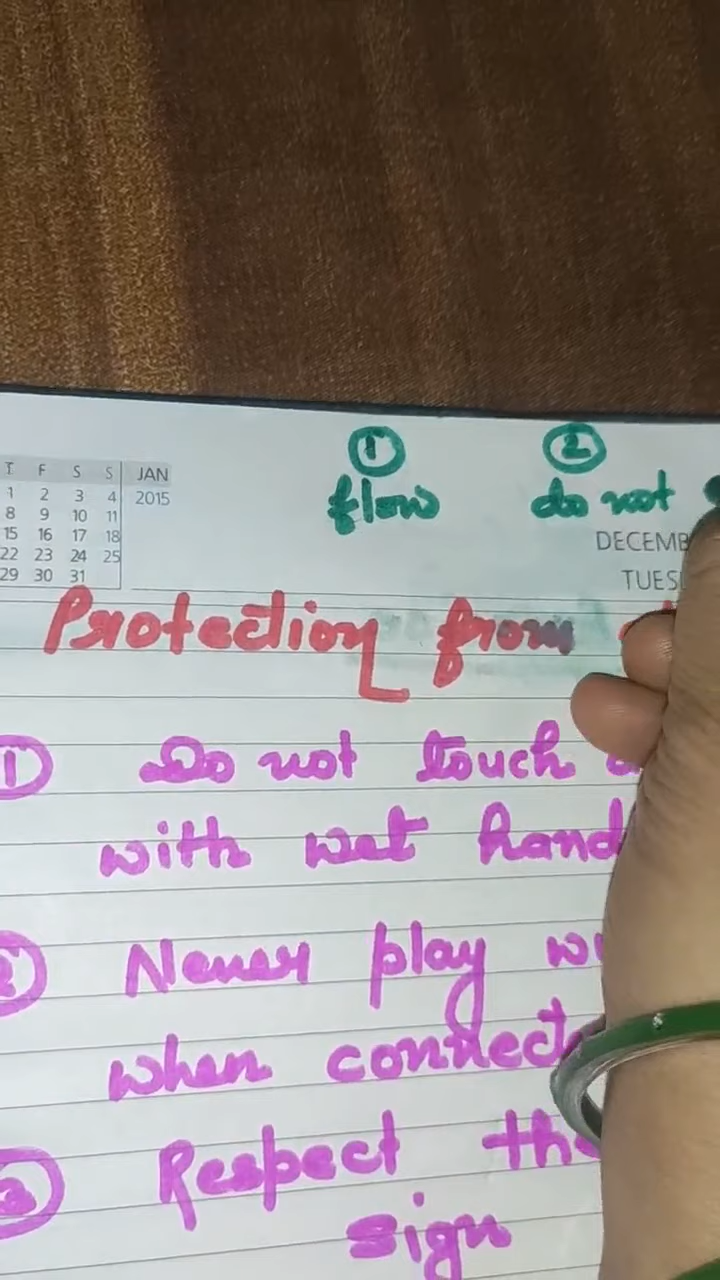 ① ②
flow do not
T F S S JAN
1 2 3 4 2015
8 9 10 11
15 16 17 18
22 23 24 25
29 30 31
DECEMB
TUES
Protection from
1 Do not touch
with wet hand
2 Never play
when connect
3 Respect the
sign